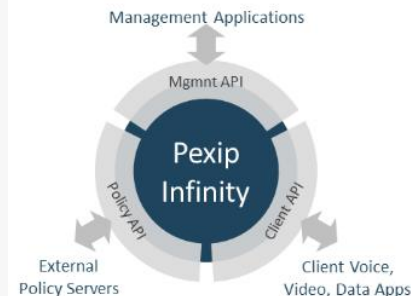 Management Applications
Mgmnt API
Pexip
Infinity
Policy API
Client API
External
Policy Servers
Client Voice,
Video, Data Apps